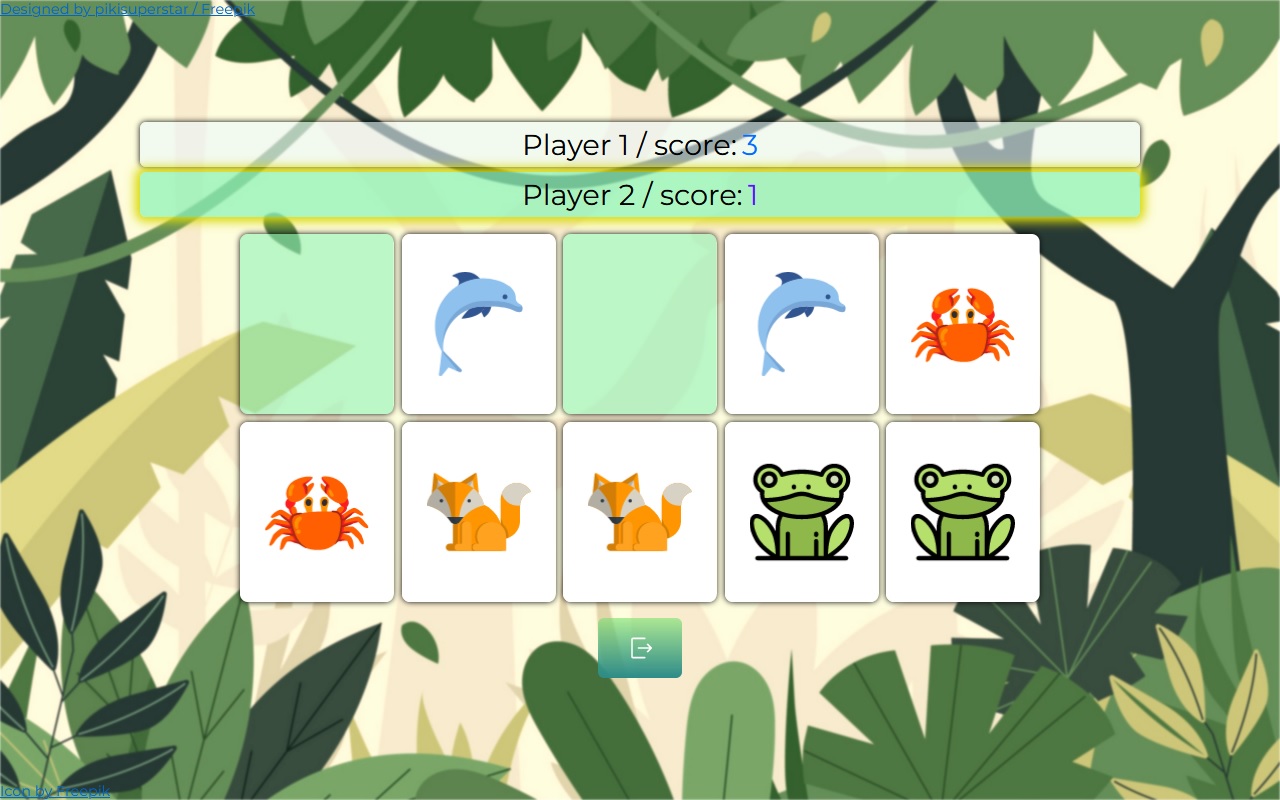 Designed by pikisuperstar / Freepik
Player 1 / score: 3
Player 2 / score: 1
Icon by Freepik